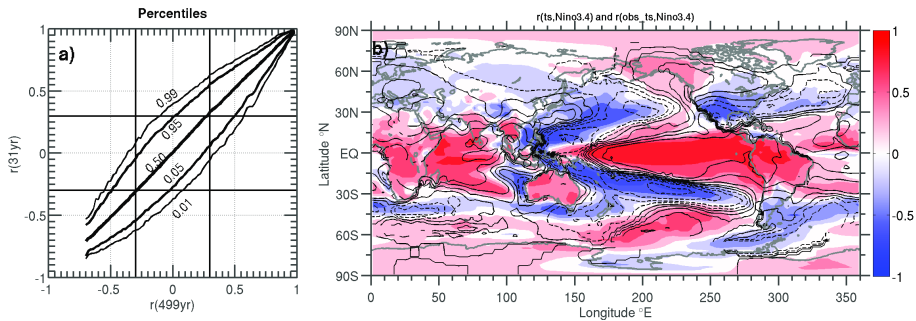 Percentiles
a)
1
0.5
0
-0.5
-1
-1
-0.5
0
0.5
1
r(31yr)
r(499yr)
0.99
0.95
0.50
0.05
0.01
r(ts,Nino3.4) and r(obs_ts,Nino3.4)
b)
90N
60N
30N
EQ
30S
60S
90S
Latitude °N
0
50
100
150
200
250
300
350
Longitude °E
1
0.5
0
-0.5
-1